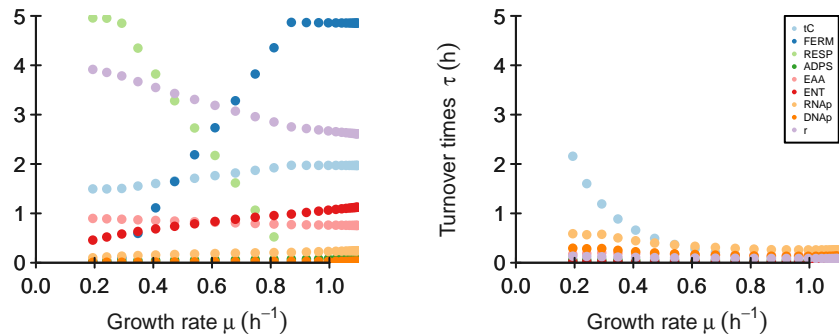 5
4
3
2
1
0
0.0 0.2 0.4 0.6 0.8 1.0
Growth rate μ (h⁻¹)
Turnover times τ (h)
5
4
3
2
1
0
0.0 0.2 0.4 0.6 0.8 1.0
Growth rate μ (h⁻¹)
tC
FERM
RESP
ADPS
EAA
ENT
RNAp
DNAp
r